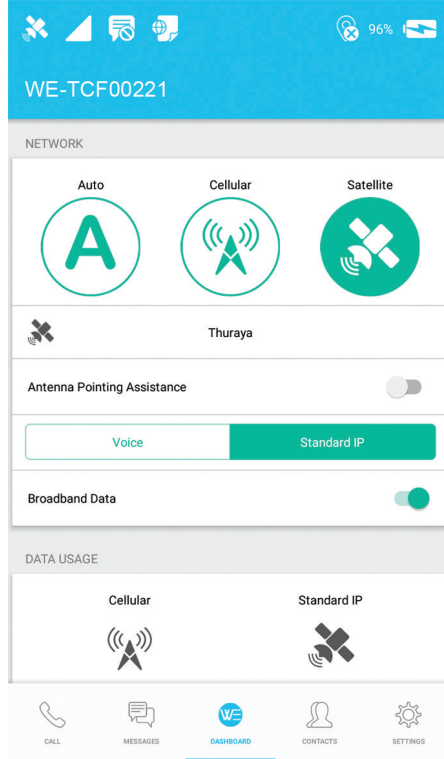 96%
WE-TCF00221
NETWORK
Auto Cellular Satellite
A
Thuraya
Antenna Pointing Assistance
Voice Standard IP
Broadband Data
DATA USAGE
Cellular Standard IP
WE
CALL MESSAGES DASHBOARD CONTACTS SETTINGS